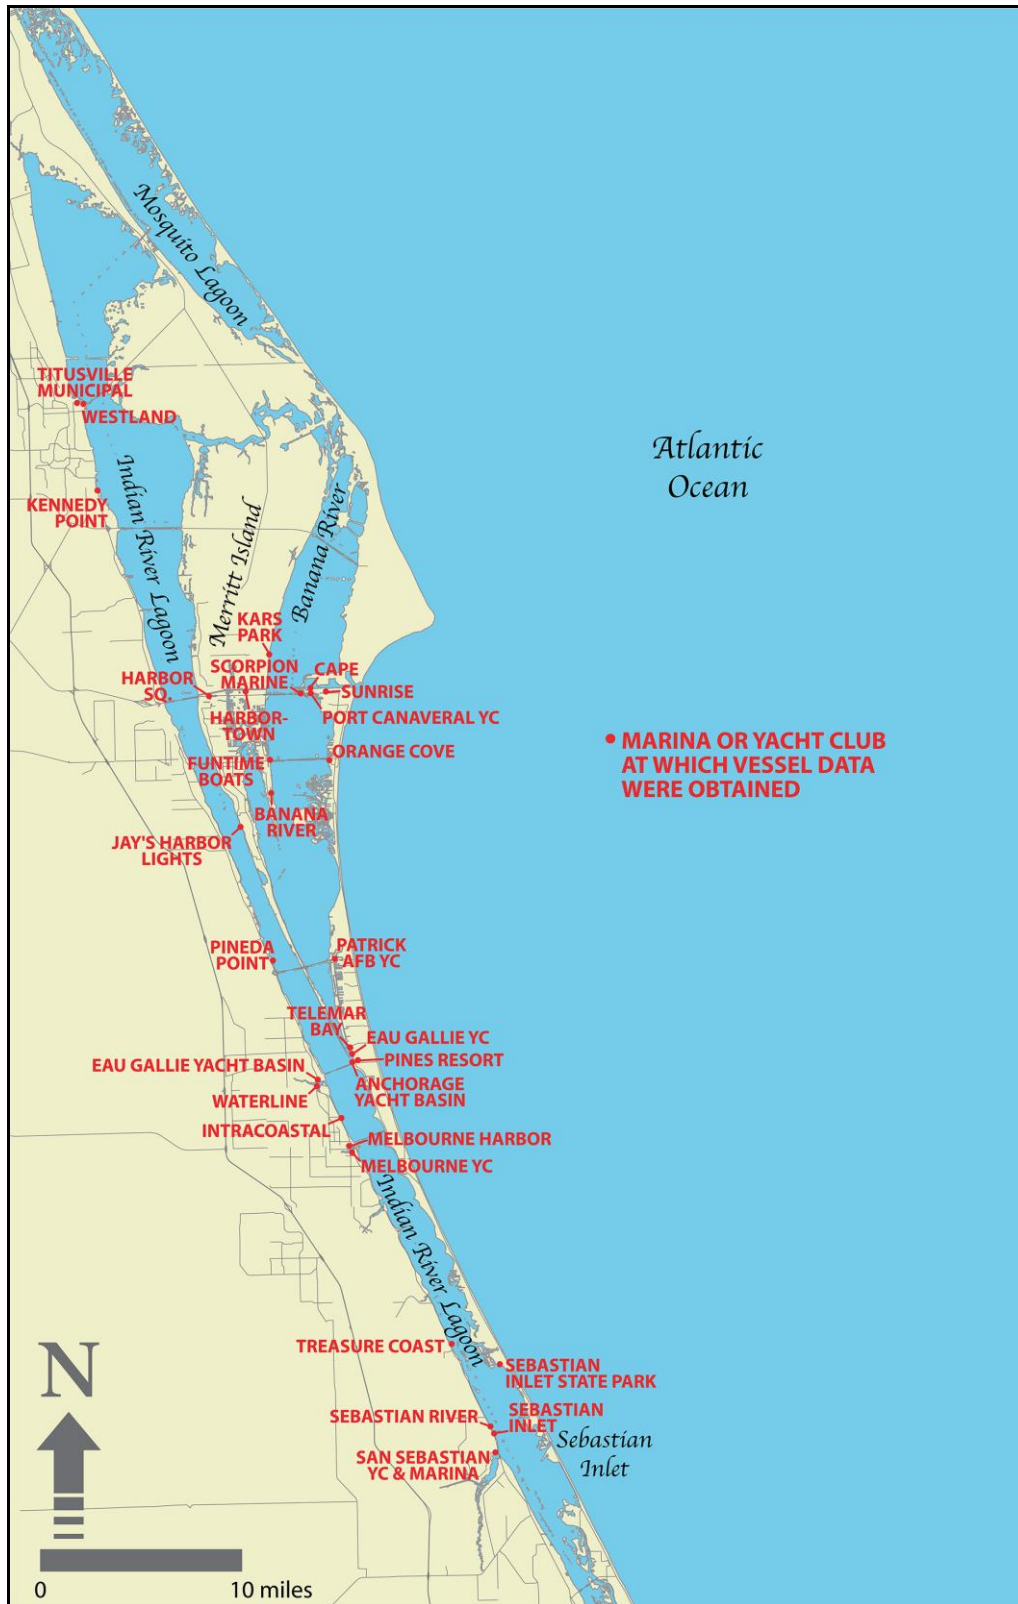 Mosquito Lagoon
TITUSVILLE
MUNICIPAL
WESTLAND
Atlantic
Ocean
Indian River Lagoon
KENNEDY
POINT
Merritt Island
Banana River
KARS
PARK
SCORPION
MARINE
CAPE
HARBOR
SQ.
SUNRISE
HARBOR-
TOWN
PORT CANAVERAL YC
MARINA OR YACHT CLUB
AT WHICH VESSEL DATA
WERE OBTAINED
ORANGE COVE
FUNTIME
BOATS
BANANA
RIVER
JAY'S HARBOR
LIGHTS
PINEDA
POINT
PATRICK
AFB YC
TELEMAR
BAY
EAU GALLIE YC
PINES RESORT
EAU GALLIE YACHT BASIN
ANCHORAGE
YACHT BASIN
WATERLINE
INTRACOASTAL
MELBOURNE HARBOR
MELBOURNE YC
Indian River Lagoon
TREASURE COAST
SEBASTIAN
INLET STATE PARK
N
SEBASTIAN RIVER
SEBASTIAN
INLET
Sebastian
Inlet
SAN SEBASTIAN
YC & MARINA
0 10 miles